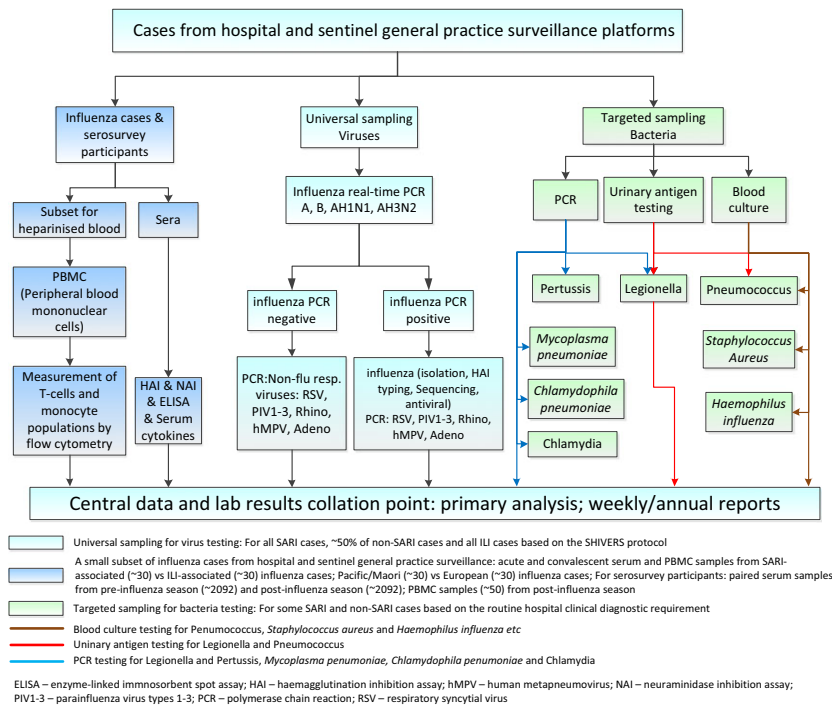 Cases from hospital and sentinel general practice surveillance platforms
Influenza cases &
serosurvey
participants
Universal sampling
Viruses
Targeted sampling
Bacteria
Subset for
heparinised blood
Sera
Influenza real-time PCR
A, B, AH1N1, AH3N2
PCR
Urinary antigen
testing
Blood
culture
PBMC
(Peripheral blood
mononuclear
cells)
influenza PCR
negative
influenza PCR
positive
Pertussis
Legionella
Pneumococcus
Mycoplasma
pneumoniae
Staphylococcus
Aureus
Measurement of
T-cells and
monocyte
populations by
flow cytometry
HAI & NAI
& ELISA
& Serum
cytokines
PCR:Non-flu resp.
viruses: RSV,
PIV1-3, Rhino,
hMPV, Adeno
influenza (isolation, HAI
typing, Sequencing,
antiviral)
PCR: RSV, PIV1-3, Rhino,
hMPV, Adeno
Chlamydophila
pneumoniae
Haemophilus
influenza
Chlamydia
Central data and lab results collation point: primary analysis; weekly/annual reports
Universal sampling for virus testing: For all SARI cases, ~50% of non-SARI cases and all ILI cases based on the SHIVERS protocol
A small subset of influenza cases from hospital and sentinel general practice surveillance: acute and convalescent serum and PBMC samples from SARI-
associated (~30) vs ILI-associated (~30) influenza cases; Pacific/Maori (~30) vs European (~30) influenza cases; For serosurvey participants: paired serum samples
from pre-influenza season (~2092) and post-influenza season (~2092); PBMC samples (~50) from post-influenza season
Targeted sampling for bacteria testing: For some SARI and non-SARI cases based on the routine hospital clinical diagnostic requirement
Blood culture testing for Penumococcus, Staphylococcus aureus and Haemophilus influenza etc
Uninary antigen testing for Legionella and Pneumococcus
PCR testing for Legionella and Pertussis, Mycoplasma penumoniae, Chlamydophila penumoniae and Chlamydia
ELISA – enzyme-linked immnosorbent spot assay; HAI – haemagglutination inhibition assay; hMPV – human metapneumovirus; NAI – neuraminidase inhibition assay;
PIV1-3 – parainfluenza virus types 1-3; PCR – polymerase chain reaction; RSV – respiratory syncytial virus